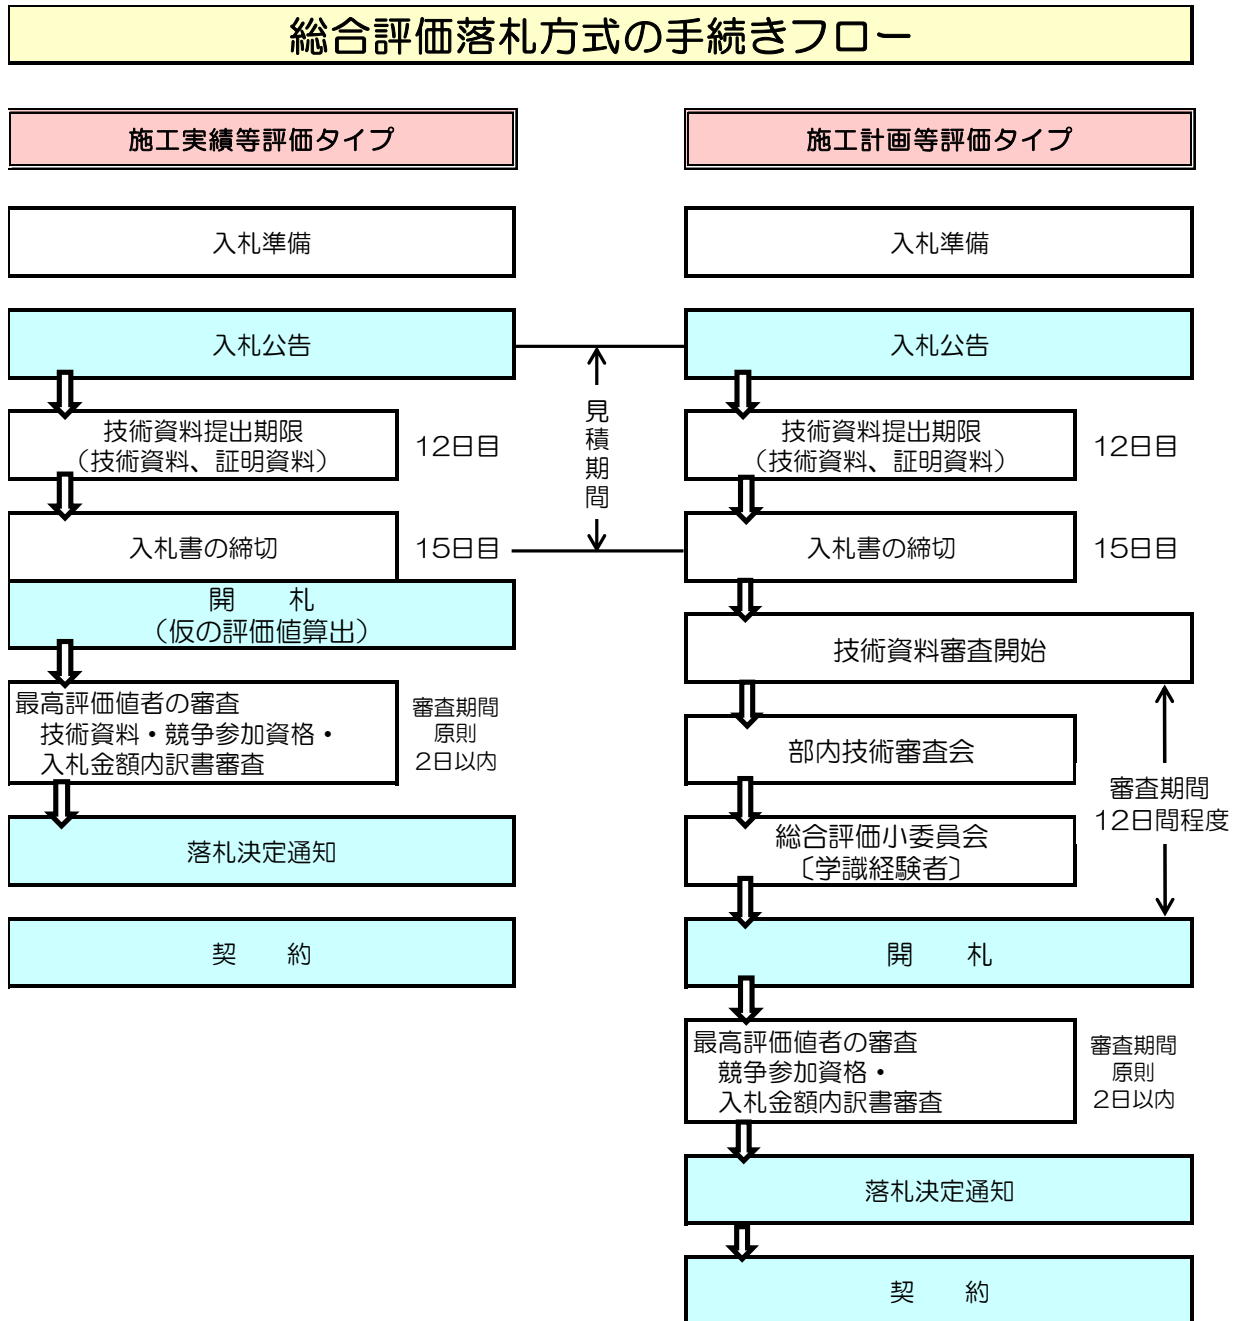 総合評価落札方式の手続きフロー
施工実績等評価タイプ
入札準備
入札公告
技術資料提出期限
（技術資料、証明資料）
12日目
入札書の締切
15日目
開　札
（仮の評価値算出）
最高評価値者の審査
技術資料・競争参加資格・
入札金額内訳書審査
審査期間
原則
2日以内
落札決定通知
契　約
見積期間
施工計画等評価タイプ
入札準備
入札公告
技術資料提出期限
（技術資料、証明資料）
12日目
入札書の締切
15日目
技術資料審査開始
部内技術審査会
総合評価小委員会
〔学識経験者〕
審査期間
12日間程度
開　札
最高評価値者の審査
競争参加資格・
入札金額内訳書審査
審査期間
原則
2日以内
落札決定通知
契　約